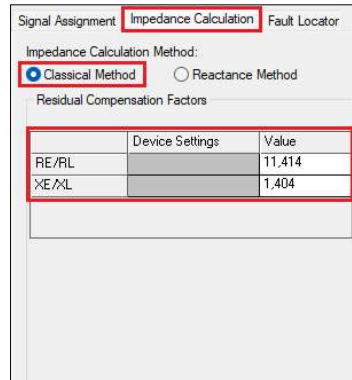 Signal Assignment Impedance Calculation Fault Locator
Impedance Calculation Method:
Classical Method Reactance Method
Residual Compensation Factors
Device Settings Value
RE/RL 11,414
XE/XL 1,404